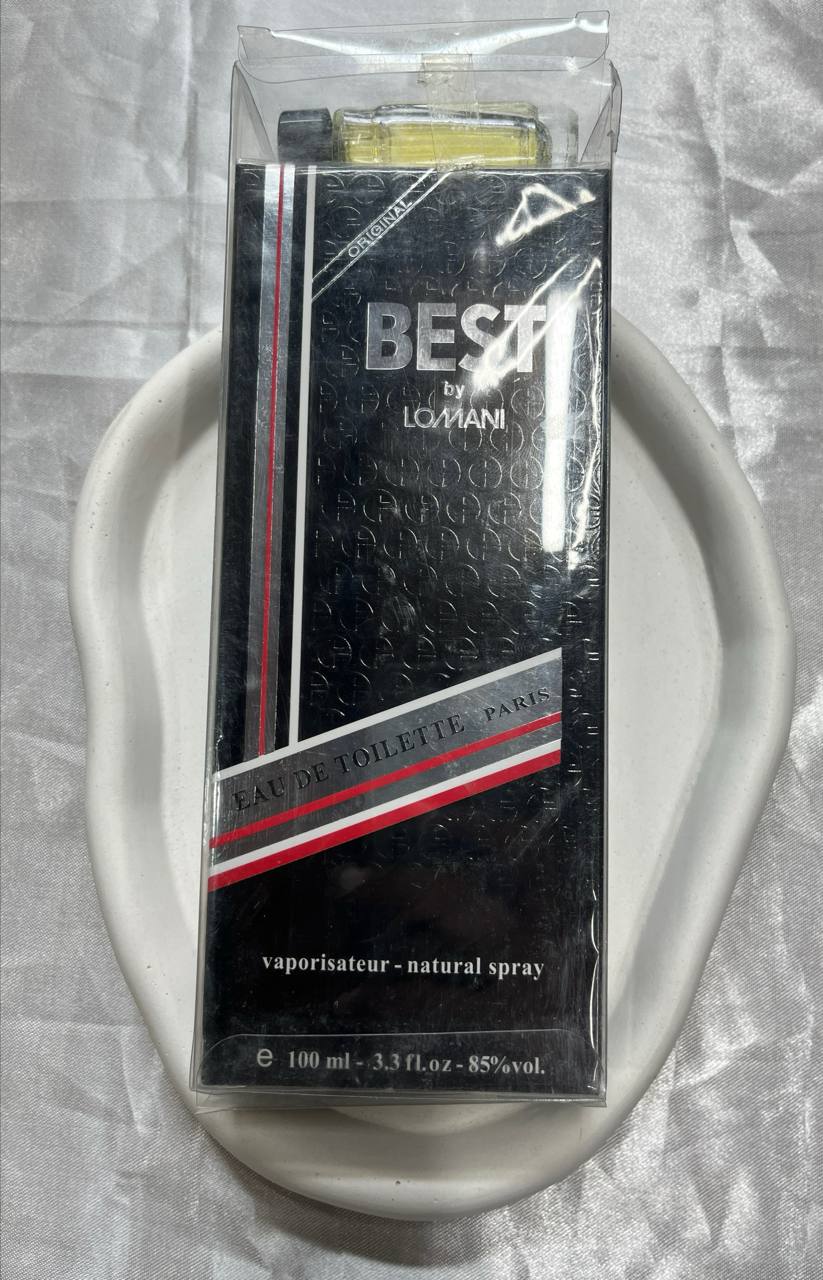 ORIGINAL
BEST
by
LOMANI
EAU DE TOILETTE PARIS
vaporisateur - natural spray
e 100 ml - 3.3 fl.oz - 85%vol.